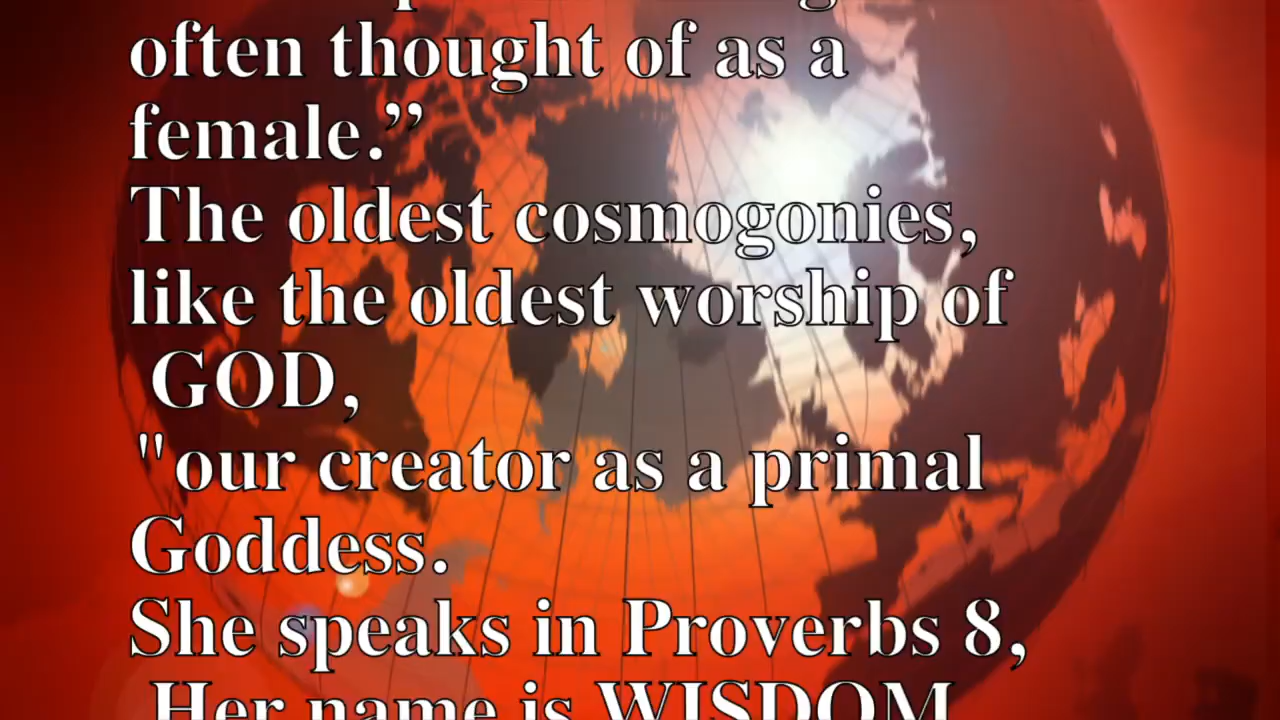 often thought of as a
female.”
The oldest cosmogonies,
like the oldest worship of
GOD,
"our creator as a primal
Goddess.
She speaks in Proverbs 8,
Her name is WISDOM